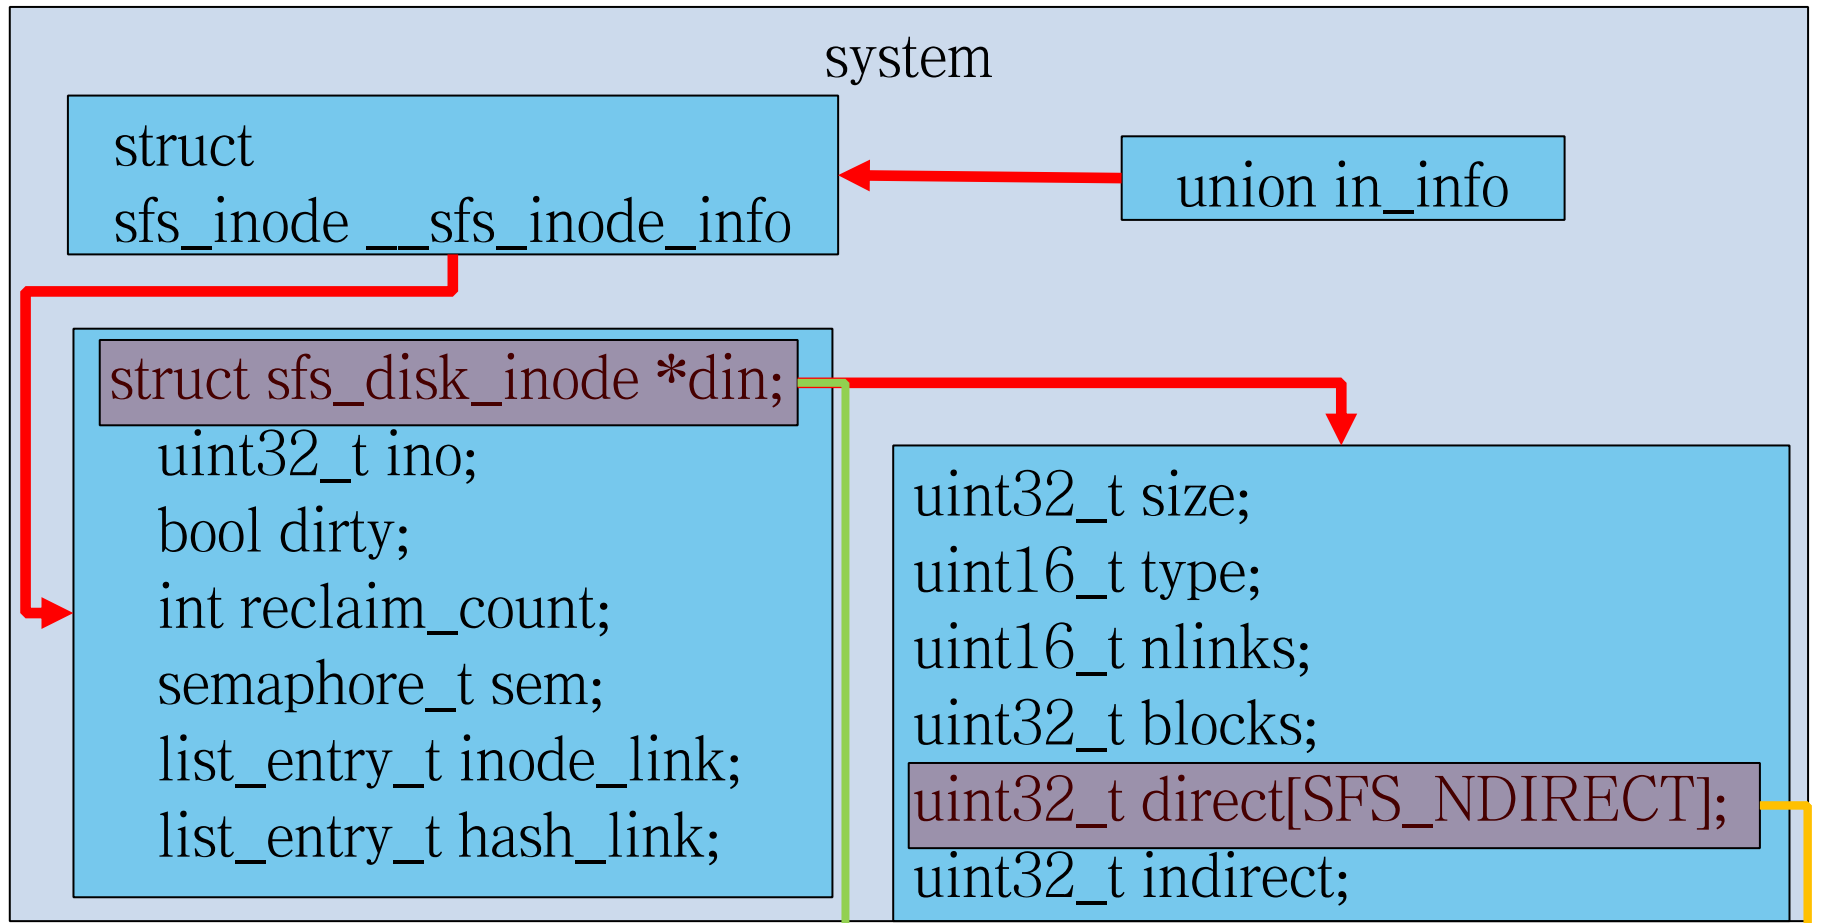 system
struct
sfs_inode __sfs_inode_info
union in_info
struct sfs_disk_inode *din;
uint32_t ino;
bool dirty;
int reclaim_count;
semaphore_t sem;
list_entry_t inode_link;
list_entry_t hash_link;
uint32_t size;
uint16_t type;
uint16_t nlinks;
uint32_t blocks;
uint32_t direct[SFS_NDIRECT];
uint32_t indirect;